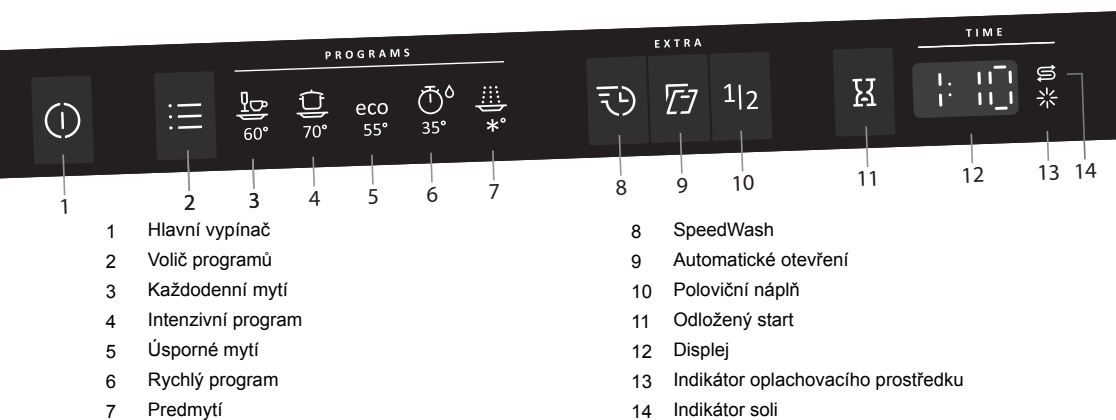 PROGRAMS EXTRA TIME
60° 70° eco 55° 35° *° 1|2 1:10
1 2 3 4 5 6 7 8 9 10 11 12 13 14
1 Hlavní vypínač
2 Volič programů
3 Každodenní mytí
4 Intenzivní program
5 Úsporné mytí
6 Rychlý program
7 Predmytí
8 SpeedWash
9 Automatické otevření
10 Poloviční náplň
11 Odložený start
12 Displej
13 Indikátor oplachovacího prostředku
14 Indikátor soli